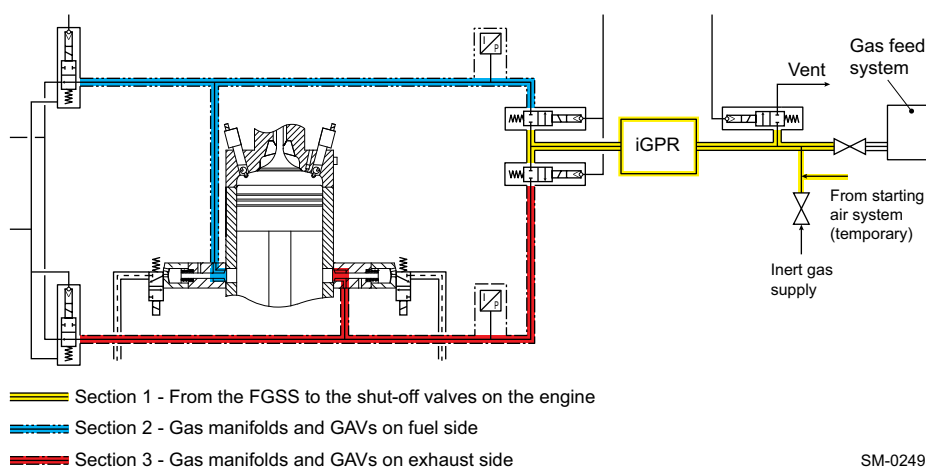 Gas feed
system
Vent
iGPR
From starting
air system
(temporary)
Inert gas
supply
I/P
I/P
Section 1 - From the FGSS to the shut-off valves on the engine
Section 2 - Gas manifolds and GAVs on fuel side
Section 3 - Gas manifolds and GAVs on exhaust side
SM-0249